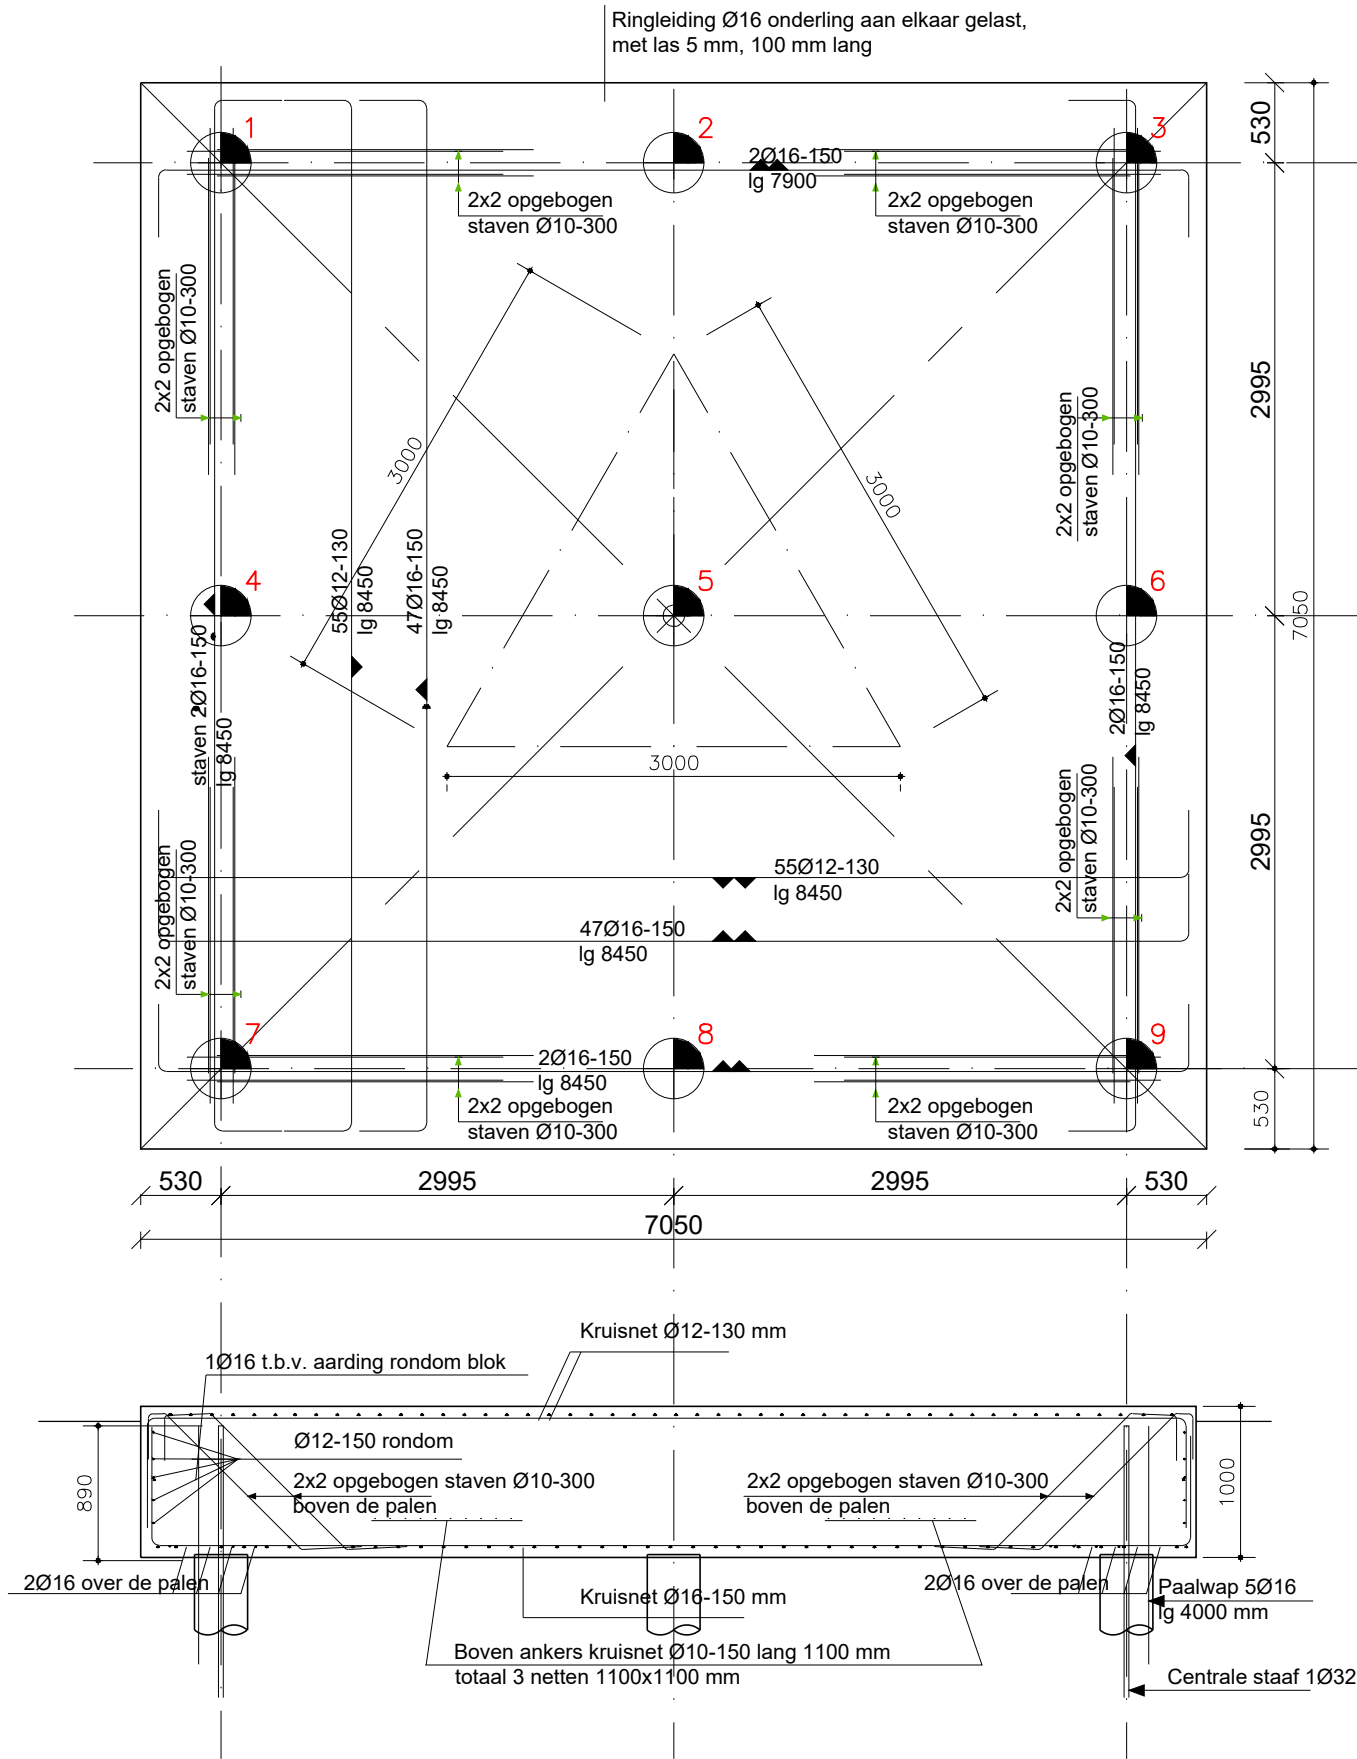 Ringleiding Ø16 onderling aan elkaar gelast,
met las 5 mm, 100 mm lang
1
2
3
530
2Ø16-150
lg 7900
2x2 opgebogen
staven Ø10-300
2x2 opgebogen
staven Ø10-300
2x2 opgebogen
staven Ø10-300
2x2 opgebogen
staven Ø10-300
2995
3000
3000
55Ø12-130
lg 8450
47Ø16-150
lg 8450
4
5
6
7050
staven 2Ø16-150
lg 8450
2Ø16-150
lg 8450
3000
2x2 opgebogen
staven Ø10-300
2x2 opgebogen
staven Ø10-300
2995
55Ø12-130
lg 8450
47Ø16-150
lg 8450
7
8
9
2Ø16-150
lg 8450
2x2 opgebogen
staven Ø10-300
2x2 opgebogen
staven Ø10-300
530
530
2995
2995
530
7050
Kruisnet Ø12-130 mm
1Ø16 t.b.v. aarding rondom blok
Ø12-150 rondom
2x2 opgebogen staven Ø10-300
boven de palen
2x2 opgebogen staven Ø10-300
boven de palen
890
1000
2Ø16 over de palen
Kruisnet Ø16-150 mm
2Ø16 over de palen
Paalwap 5Ø16
lg 4000 mm
Boven ankers kruisnet Ø10-150 lang 1100 mm
totaal 3 netten 1100x1100 mm
Centrale staaf 1Ø32